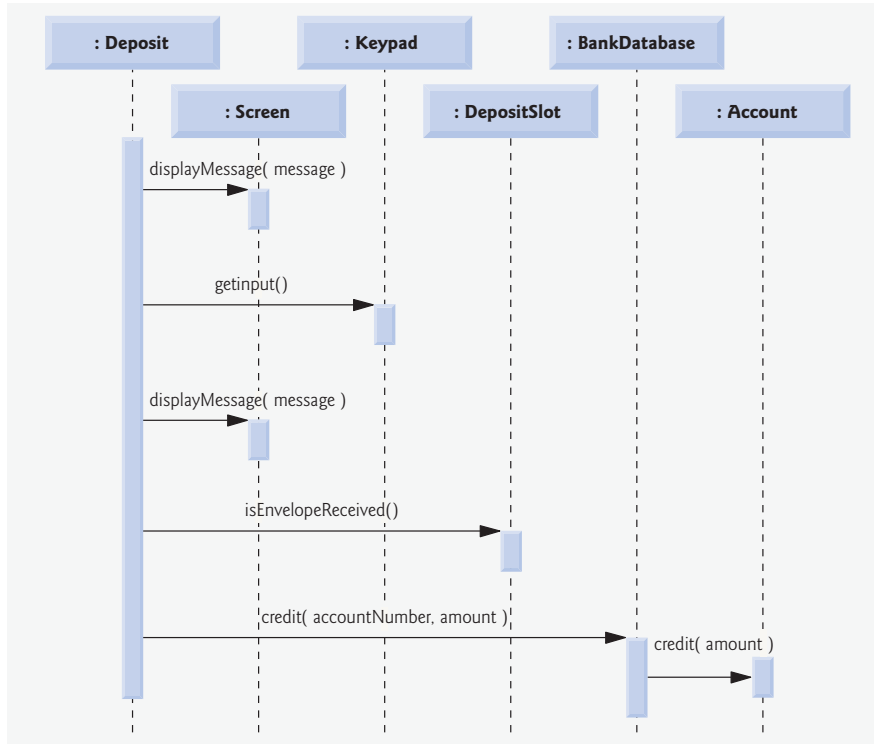 : Deposit
: Keypad
: BankDatabase
: Screen
: DepositSlot
: Account
displayMessage( message )
getinput()
displayMessage( message )
isEnvelopeReceived()
credit( accountNumber, amount )
credit( amount )